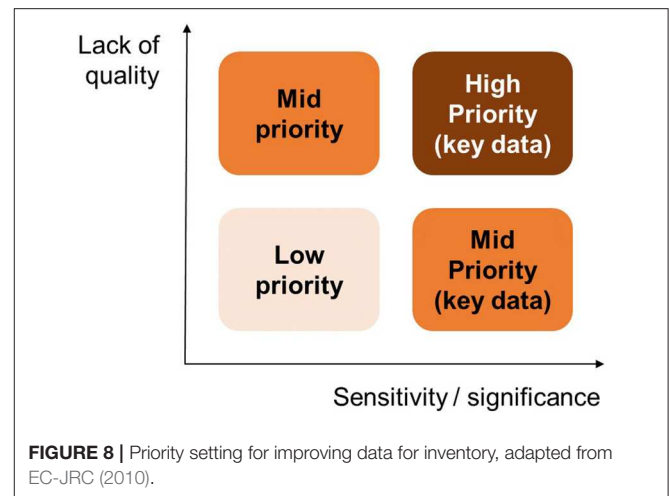 Lack of
quality
Mid
priority
High
Priority
(key data)
Low
priority
Mid
Priority
(key data)
Sensitivity / significance
FIGURE 8 | Priority setting for improving data for inventory, adapted from
EC-JRC (2010).